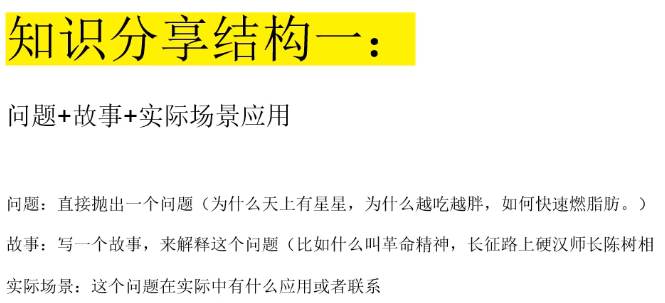 知识分享结构一：
问题+故事+实际场景应用
问题：直接抛出一个问题（为什么天上有星星，为什么越吃越胖，如何快速燃脂肪。）
故事：写一个故事，来解释这个问题（比如什么叫革命精神，长征路上硬汉师长陈树相
实际场景：这个问题在实际中有什么应用或者联系